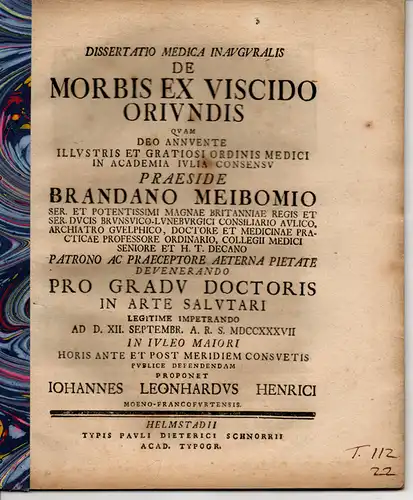 DISSERTATIO MEDICA INAVGVRALIS
DE
MORBIS EX VISCIDO
ORIVNDIS
QVAM
DEO ANNVENTE
ILLVSTRIS ET GRATIOSI ORDINIS MEDICI
IN ACADEMIA IVLIA CONSENSV
PRAESIDE
BRANDANO MEIBOMIO
SER. ET POTENTISSIMI MAGNAE BRITANNIAE REGIS ET
SER. DVCIS BRVNSVICO-LVNEBVRGICI CONSILIARIO AVLICO,
ARCHIATRO GVELPHICO, DOCTORE ET MEDICINAE PRA-
CTICAE PROFESSORE ORDINARIO, COLLEGII MEDICI
SENIORE ET H. T. DECANO
PATRONO AC PRAECEPTORE AETERNA PIETATE
DEVENERANDO
PRO GRADV DOCTORIS
IN ARTE SALVTARI
LEGITIME IMPETRANDO
AD D. XII. SEPTEMBR. A. R. S. MDCCXXXVII
IN IVLEO MAIORI
HORIS ANTE ET POST MERIDIEM CONSVETIS
PVBLICE DEFENDENDAM
PROPONET
IOHANNES LEONHARDVS HENRICI
MOENO-FRANCOFVRTENSIS.
HELMSTADII
TYPIS PAVLI DIETERICI SCHNORRII
ACAD. TYPOGR.
T. 112
22